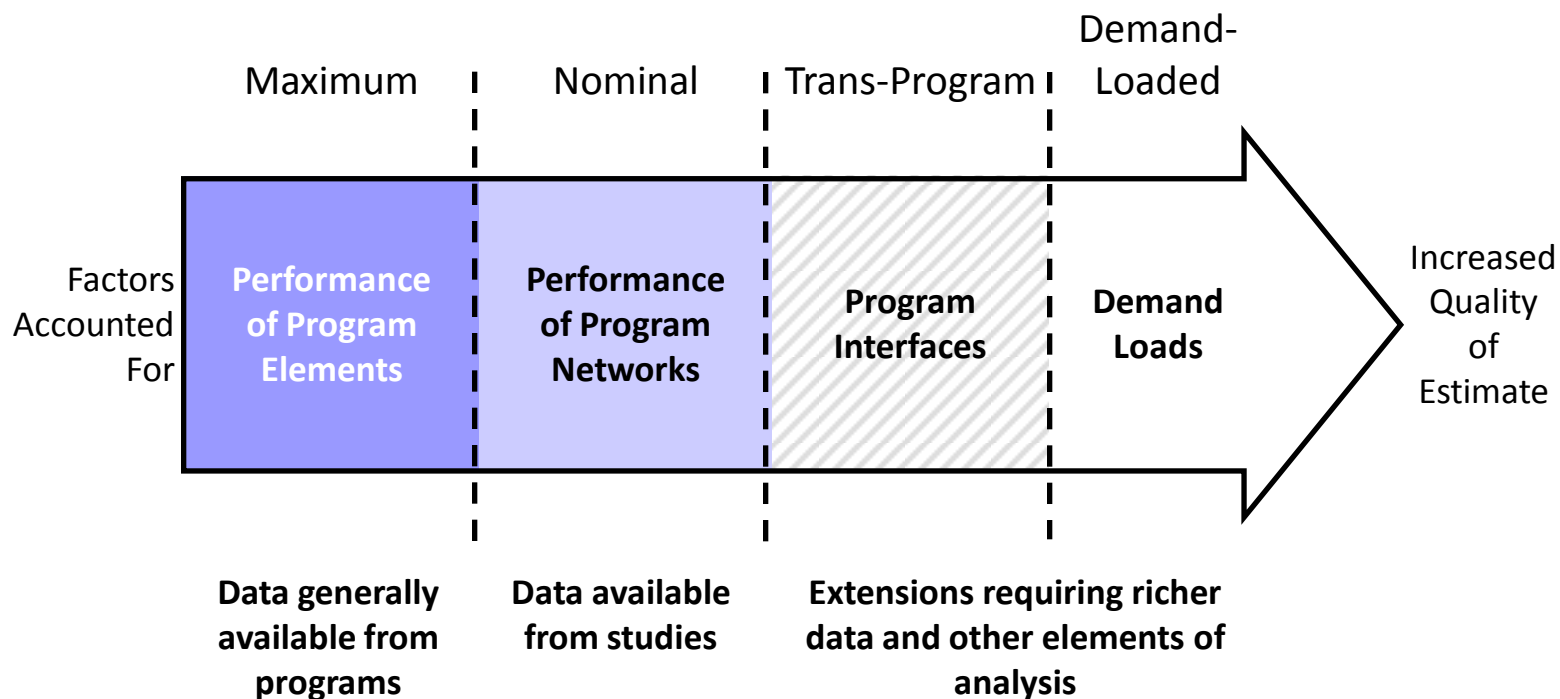 Maximum
Nominal
Trans-Program
Demand-
Loaded
Factors
Accounted
For
Performance
of Program
Elements
Performance
of Program
Networks
Program
Interfaces
Demand
Loads
Increased
Quality
of
Estimate
Data generally
available from
programs
Data available
from studies
Extensions requiring richer
data and other elements of
analysis